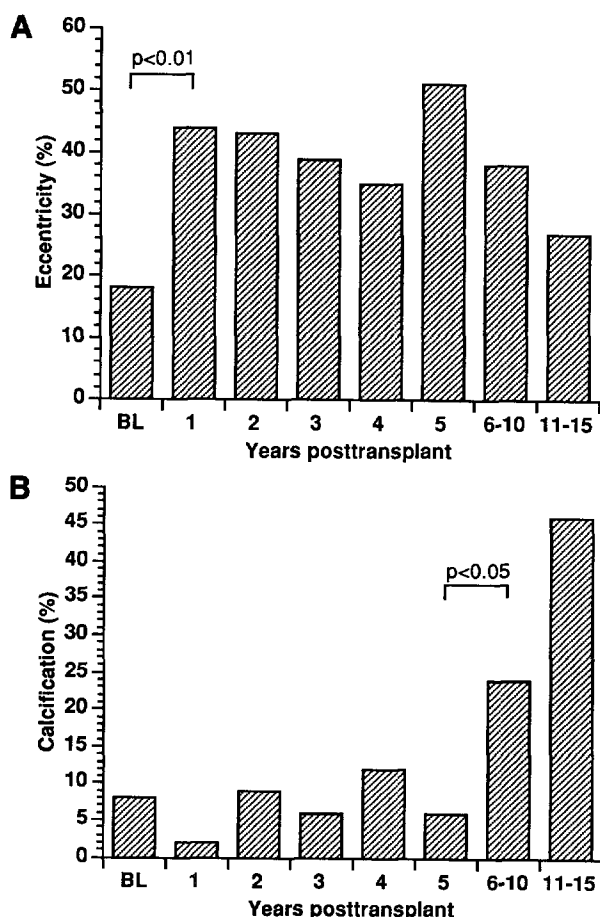 A
60
50
40
30
20
10
0
Eccentricity (%)
p<0.01
BL 1 2 3 4 5 6-10 11-15
Years posttransplant
B
50
45
40
35
30
25
20
15
10
5
0
Calcification (%)
p<0.05
BL 1 2 3 4 5 6-10 11-15
Years posttransplant